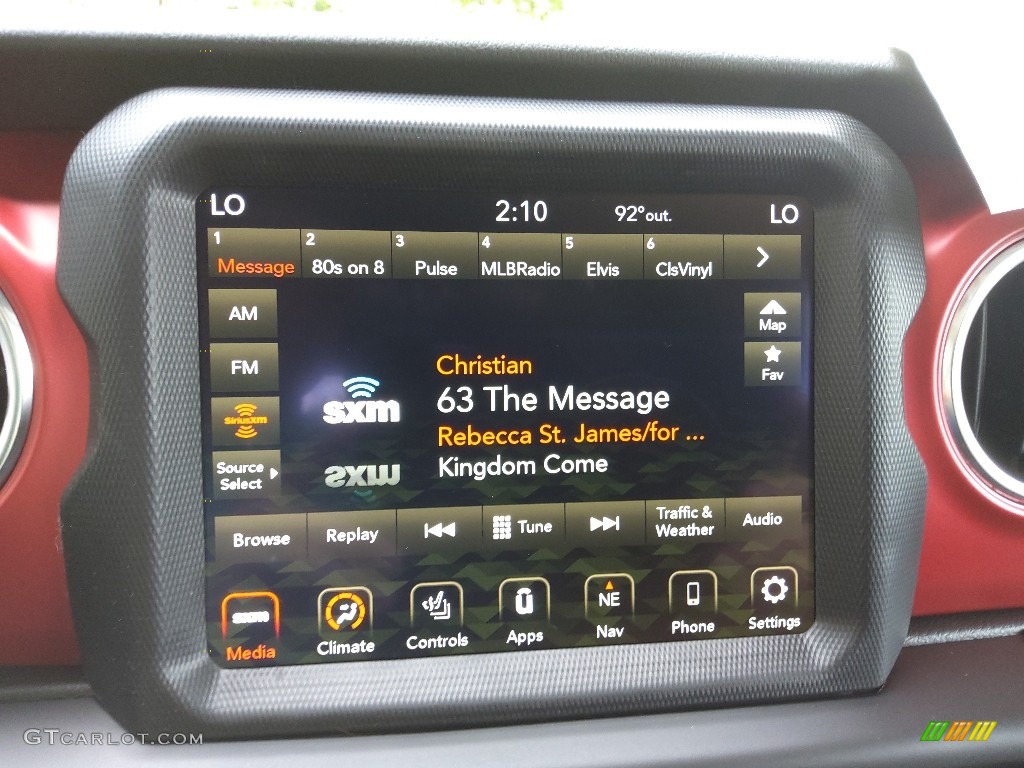 LO 2:10 92°out. LO
1 2 3 4 5 6
Message 80s on 8 Pulse MLBRadio Elvis ClsVinyl >
AM
Map
FM
Fav
SiriusXM
Source
Select
sxm
Christian
63 The Message
Rebecca St. James/for ...
Kingdom Come
sxm
Browse Replay Tune Traffic &
Weather Audio
sxm NE
Media Climate Controls Apps Nav Phone Settings
GTCARLOT.COM